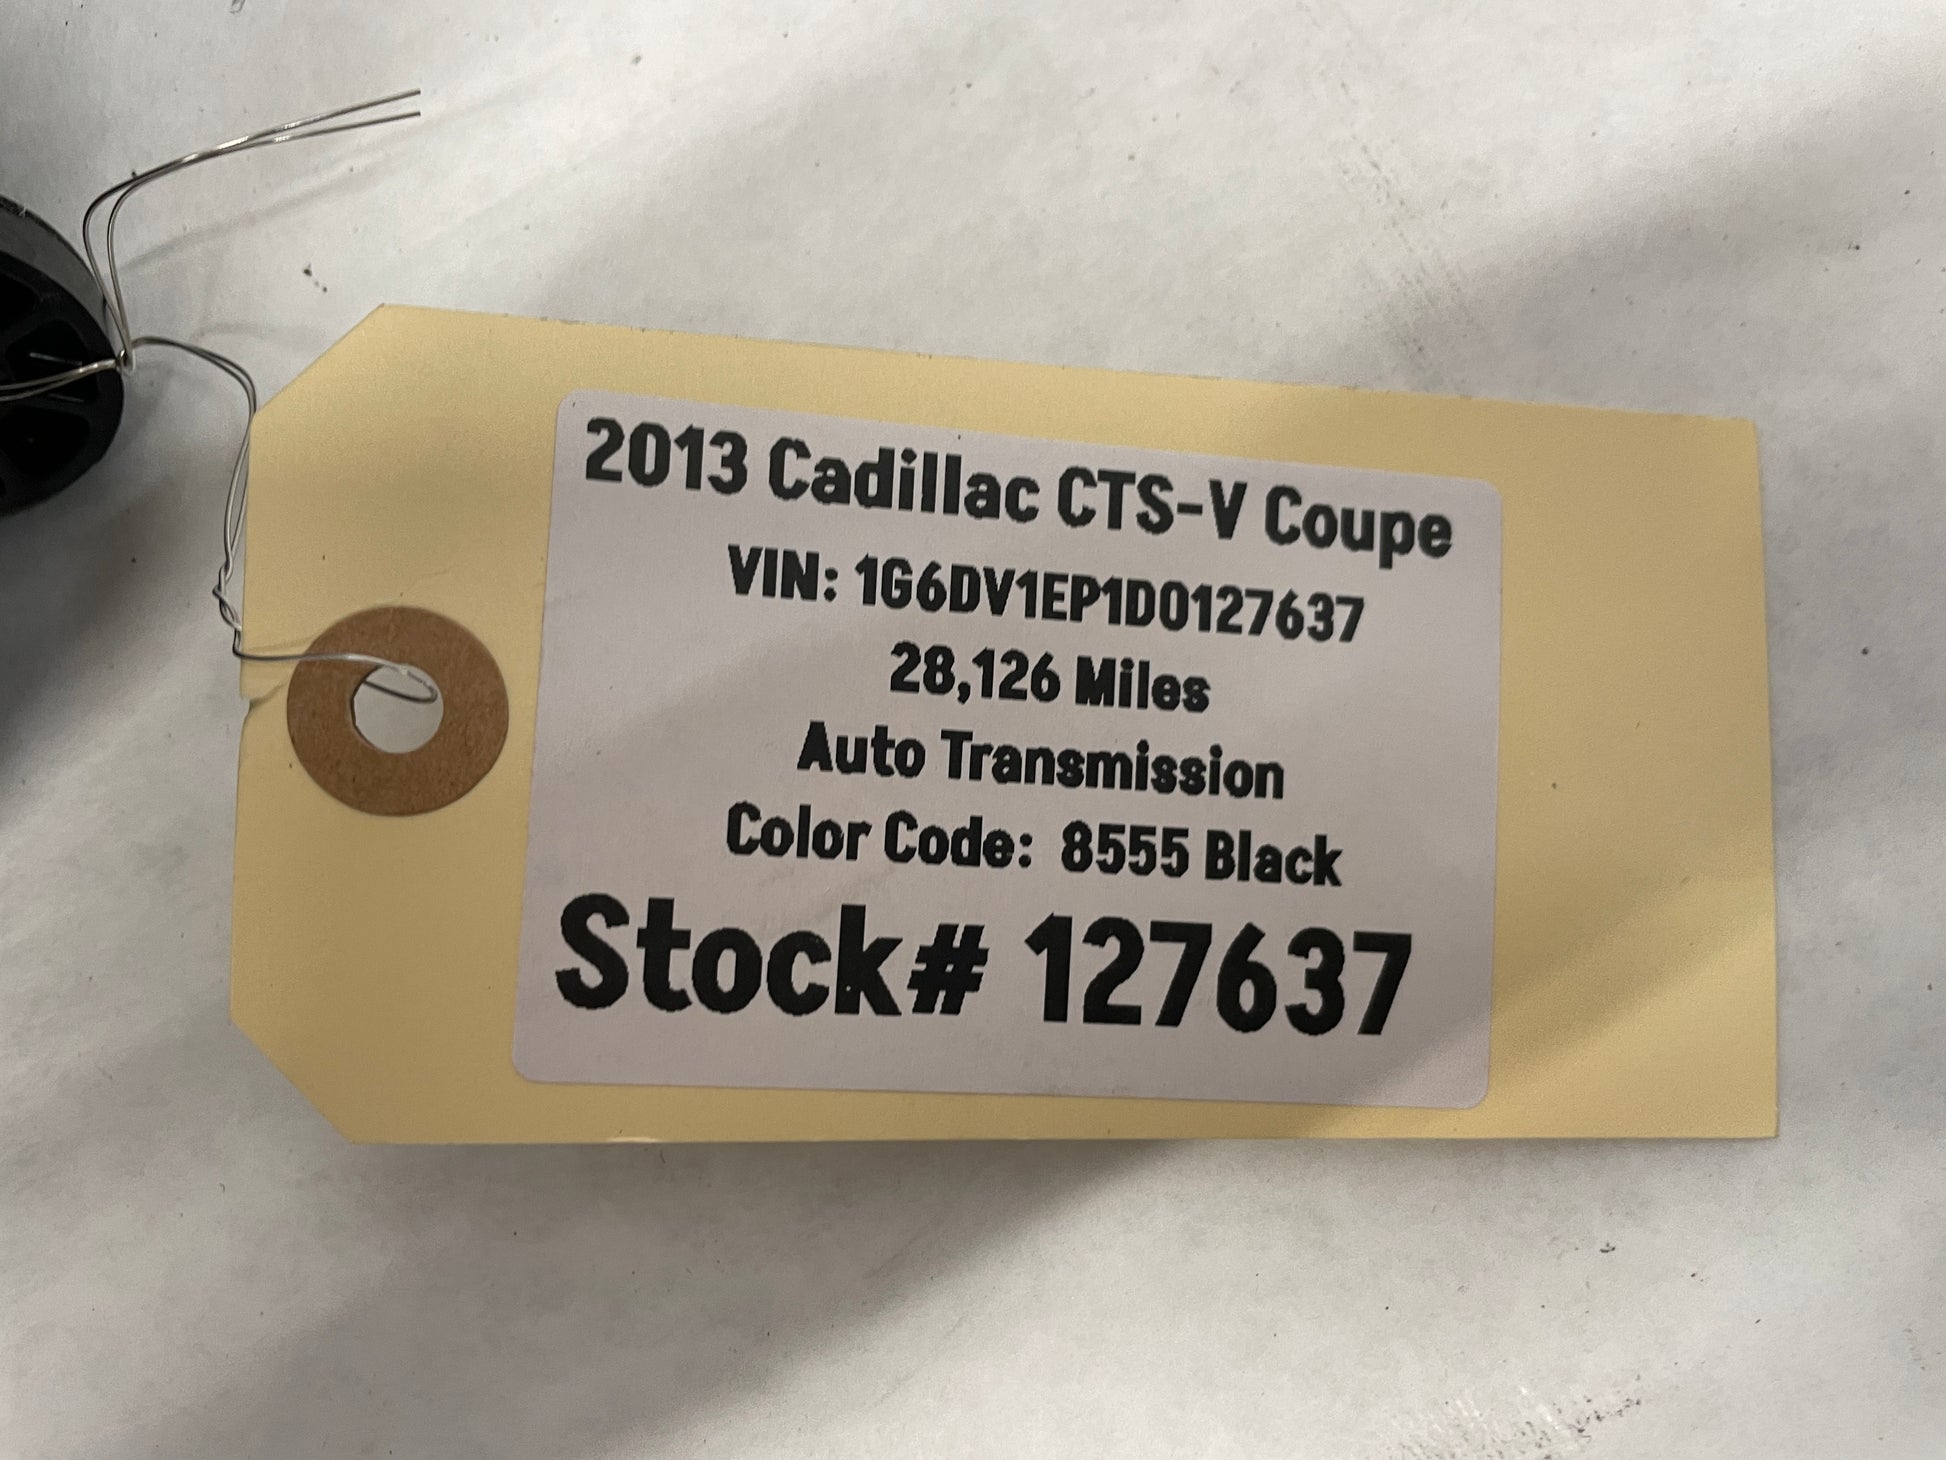 2013 Cadillac CTS-V Coupe
VIN: 1G6DV1EP1D0127637
28,126 Miles
Auto Transmission
Color Code: 8555 Black
Stock# 127637